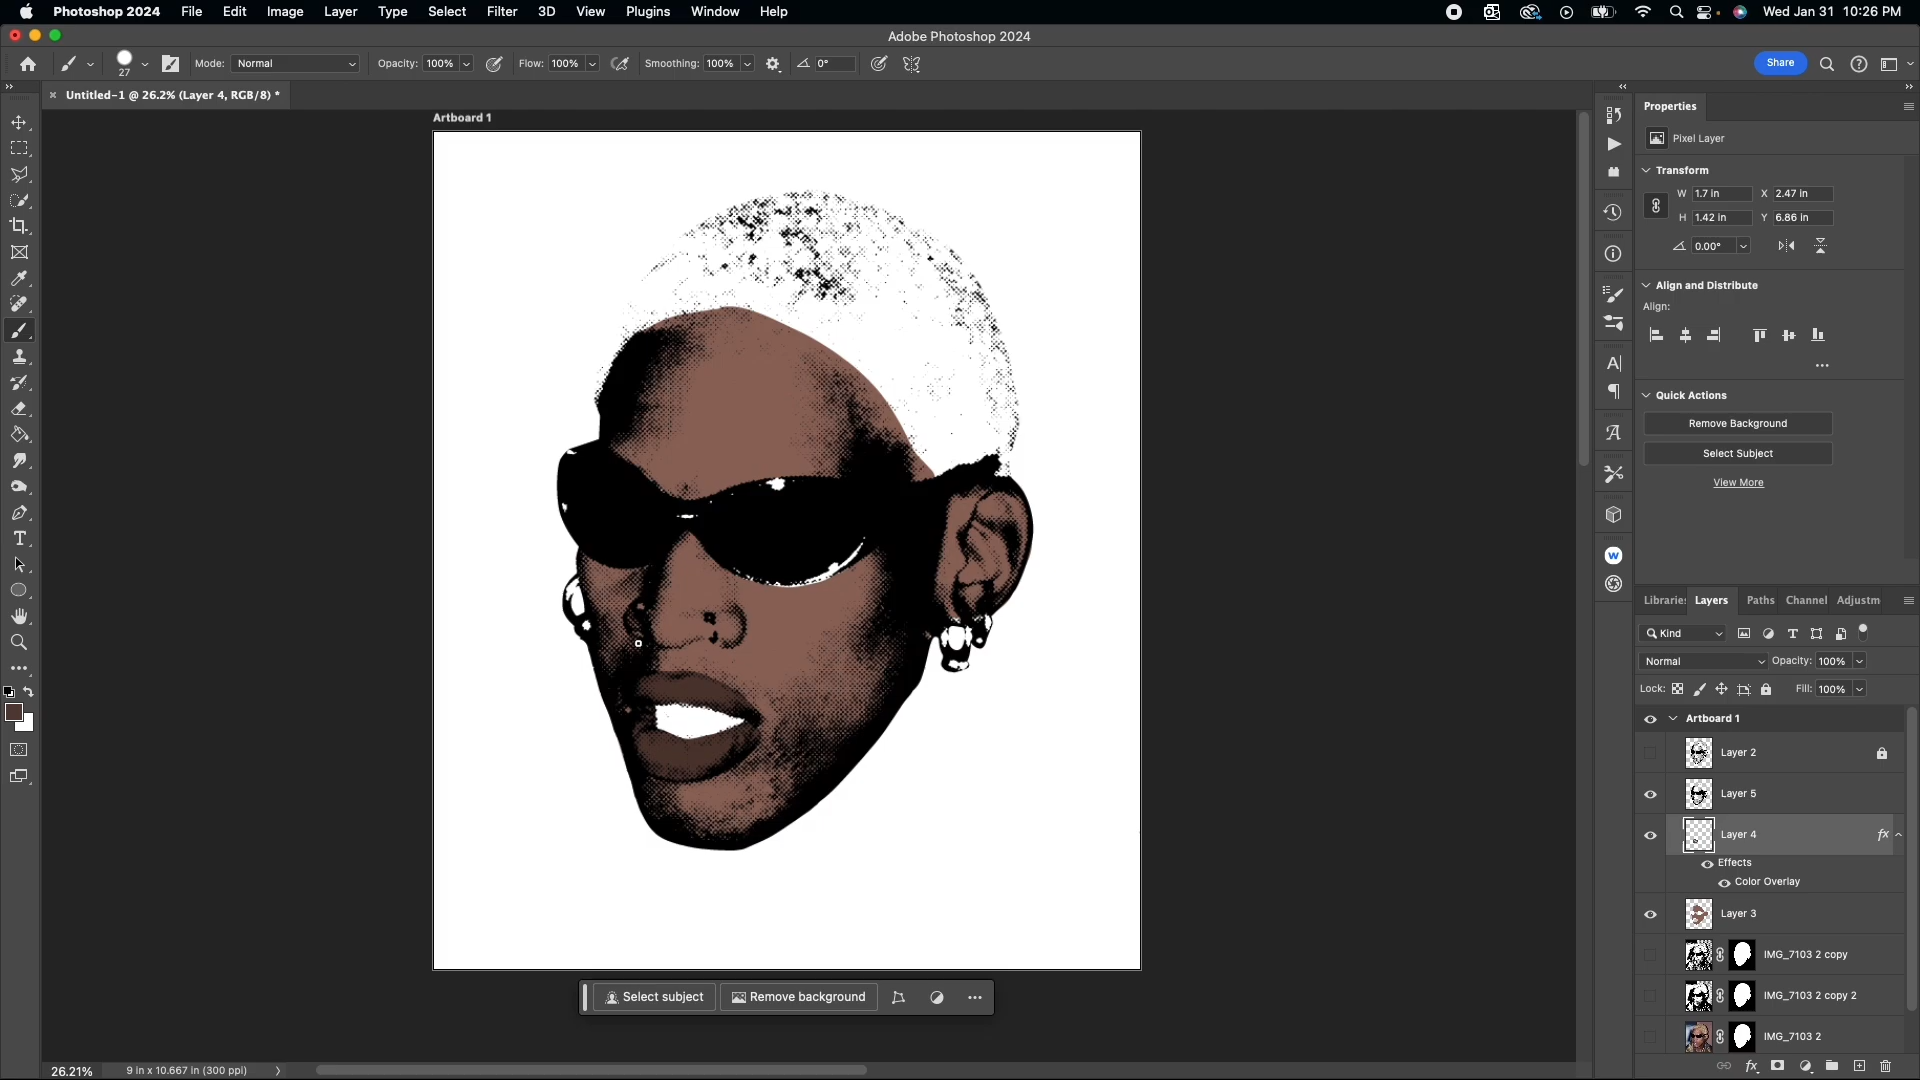 Photoshop 2024 File Edit Image Layer Type Select Filter 3D View Plugins Window Help Wed Jan 31 10:26 PM
Adobe Photoshop 2024
27 Mode: Normal Opacity: 100% Flow: 100% Smoothing: 100% 0° Share
Untitled-1 @ 26.2% (Layer 4, RGB/8) *
Artboard 1
Properties
Pixel Layer
Transform
W 1.7 in X 2.47 in
H 1.42 in Y 6.86 in
0.00°
Align and Distribute
Align:
Quick Actions
Remove Background
Select Subject
View More
Libraries Layers Paths Channel Adjustm
Kind
Normal Opacity: 100%
Lock: Fill: 100%
Artboard 1
Layer 2
Layer 5
Layer 4 fx
Effects
Color Overlay
Layer 3
IMG_7103 2 copy
IMG_7103 2 copy 2
IMG_7103 2
Select subject Remove background
26.21% 9 in x 10.667 in (300 ppi)